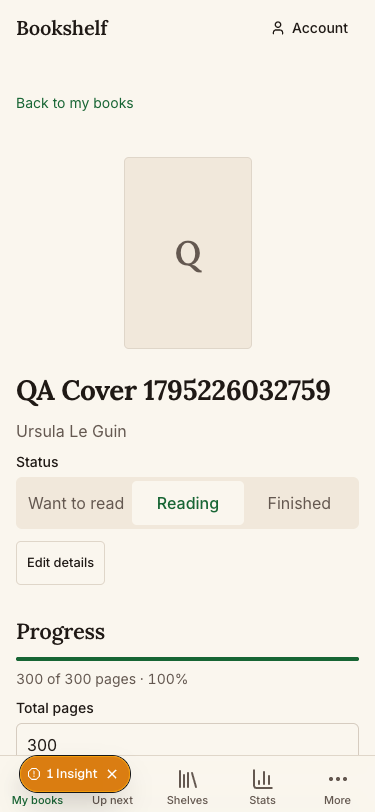 Bookshelf
Account
Back to my books
Q
QA Cover 1795226032759
Ursula Le Guin
Status
Want to read Reading Finished
Edit details
Progress
300 of 300 pages · 100%
Total pages
300
1 Insight
My books Up next Shelves Stats More